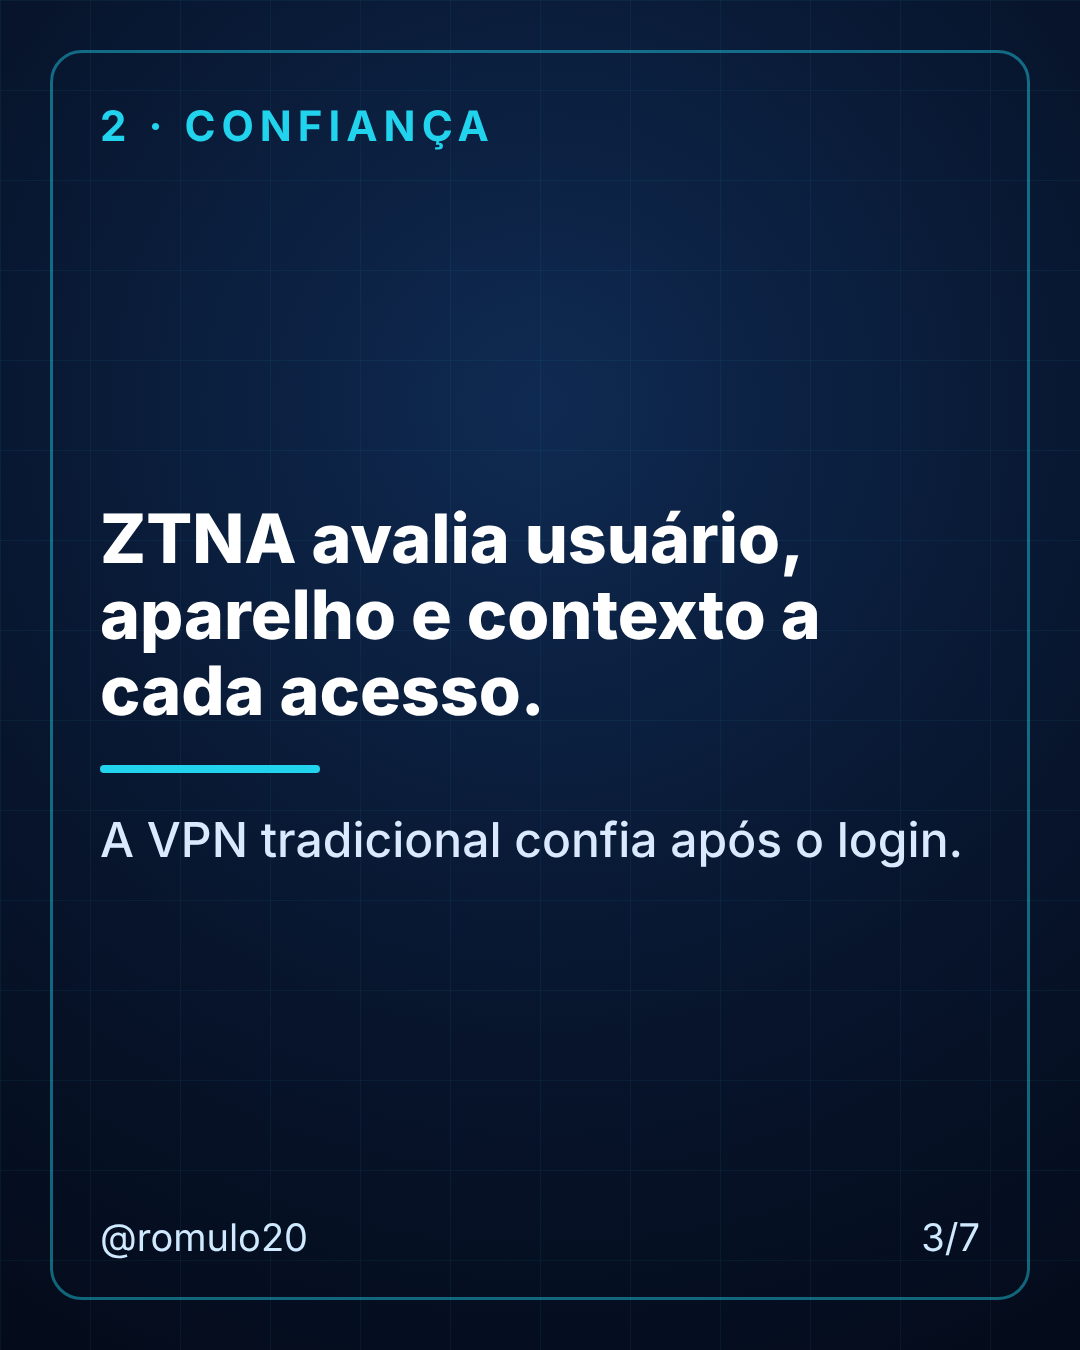 2 · CONFIANÇA
ZTNA avalia usuário,
aparelho e contexto a
cada acesso.
A VPN tradicional confia após o login.
@romulo20
3/7